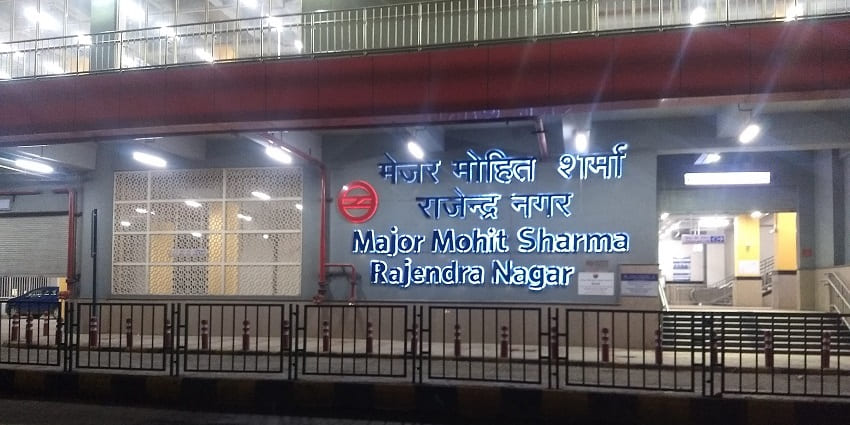 मेजर मोहित शर्मा
राजेन्द्र नगर
Major Mohit Sharma
Rajendra Nagar